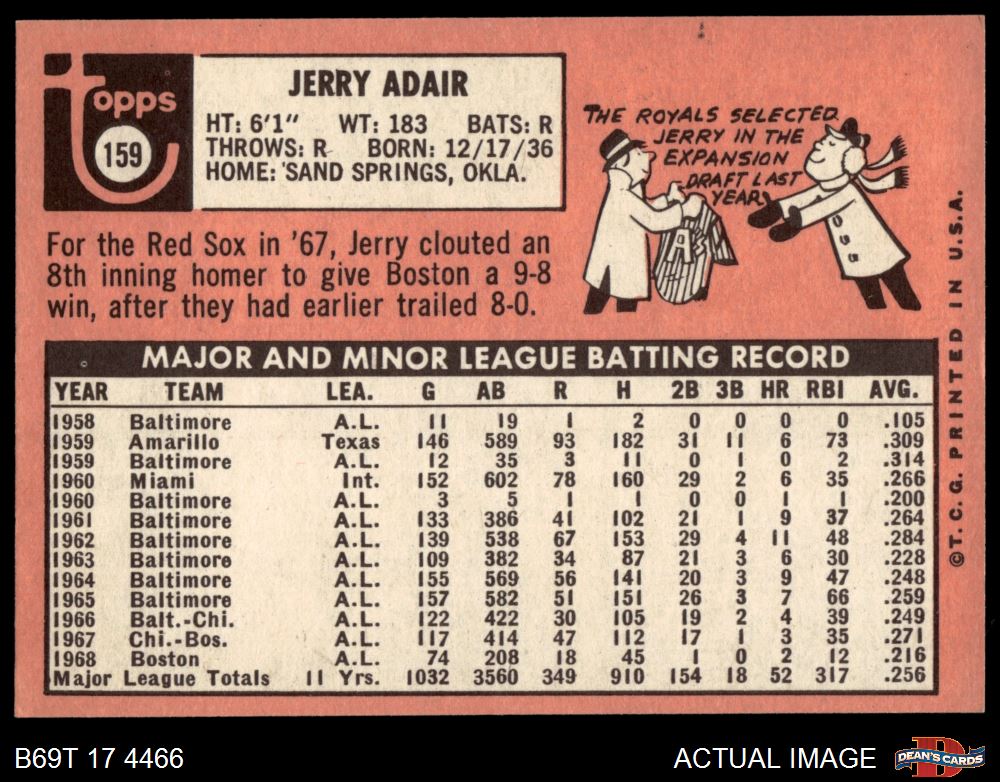 topps
159
JERRY ADAIR
HT: 6'1" WT: 183 BATS: R
THROWS: R BORN: 12/17/36
HOME: SAND SPRINGS, OKLA.
THE ROYALS SELECTED
JERRY IN THE
EXPANSION
DRAFT LAST
YEAR
A
For the Red Sox in '67, Jerry clouted an
8th inning homer to give Boston a 9-8
win, after they had earlier trailed 8-0.
MAJOR AND MINOR LEAGUE BATTING RECORD
YEAR TEAM LEA. G AB R H 2B 3B HR RBI AVG.
1958 Baltimore A.L. 11 19 1 2 0 0 0 0 .105
1959 Amarillo Texas 146 589 93 182 31 11 6 73 .309
1959 Baltimore A.L. 12 35 3 11 0 1 0 2 .314
1960 Miami Int. 152 602 78 160 29 2 6 35 .266
1960 Baltimore A.L. 3 5 1 1 0 0 1 1 .200
1961 Baltimore A.L. 133 386 41 102 21 1 9 37 .264
1962 Baltimore A.L. 139 538 67 153 29 4 11 48 .284
1963 Baltimore A.L. 109 382 34 87 21 3 6 30 .228
1964 Baltimore A.L. 155 569 56 141 20 3 9 47 .248
1965 Baltimore A.L. 157 582 51 151 26 3 7 66 .259
1966 Balt.-Chi. A.L. 122 422 30 105 19 2 4 39 .249
1967 Chi.-Bos. A.L. 117 414 47 112 17 1 3 35 .271
1968 Boston A.L. 74 208 18 45 1 0 2 12 .216
Major League Totals 11 Yrs. 1032 3560 349 910 154 18 52 317 .256
©T. C. G. PRINTED IN U.S.A.
B69T 17 4466
ACTUAL IMAGE
D
DEAN'S CARDS